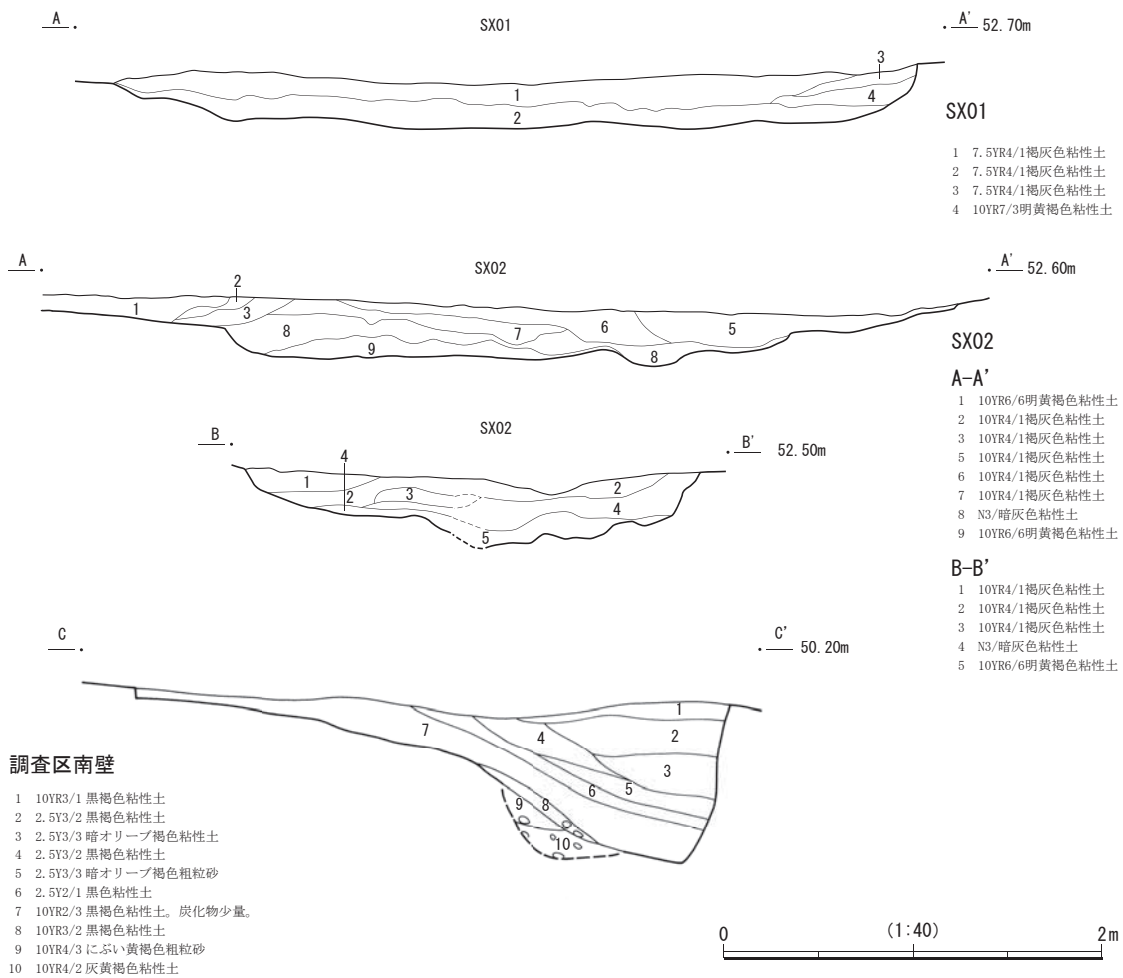 A SX01 A' 52.70m
3
1 4
2
SX01
1 7.5YR4/1褐灰色粘性土
2 7.5YR4/1褐灰色粘性土
3 7.5YR4/1褐灰色粘性土
4 10YR7/3明黄褐色粘性土
A SX02 A' 52.60m
2
1 3 8 7 6 5
9 8
SX02
A-A'
1 10YR6/6明黄褐色粘性土
2 10YR4/1褐灰色粘性土
3 10YR4/1褐灰色粘性土
5 10YR4/1褐灰色粘性土
6 10YR4/1褐灰色粘性土
7 10YR4/1褐灰色粘性土
8 N3/暗灰色粘性土
9 10YR6/6明黄褐色粘性土
B SX02 B' 52.50m
4
1 2 3 2
4
5
B-B'
1 10YR4/1褐灰色粘性土
2 10YR4/1褐灰色粘性土
3 10YR4/1褐灰色粘性土
4 N3/暗灰色粘性土
5 10YR6/6明黄褐色粘性土
C C' 50.20m
1
7 4 2
3
6 5
9 8
10
調査区南壁
1 10YR3/1 黒褐色粘性土
2 2.5Y3/2 黒褐色粘性土
3 2.5Y3/3 暗オリーブ褐色粘性土
4 2.5Y3/2 黒褐色粘性土
5 2.5Y3/3 暗オリーブ褐色粗粒砂
6 2.5Y2/1 黒色粘性土
7 10YR2/3 黒褐色粘性土。炭化物少量。
8 10YR3/2 黒褐色粘性土
9 10YR4/3 にぶい黄褐色粗粒砂
10 10YR4/2 灰黄褐色粘性土
0 (1:40) 2m